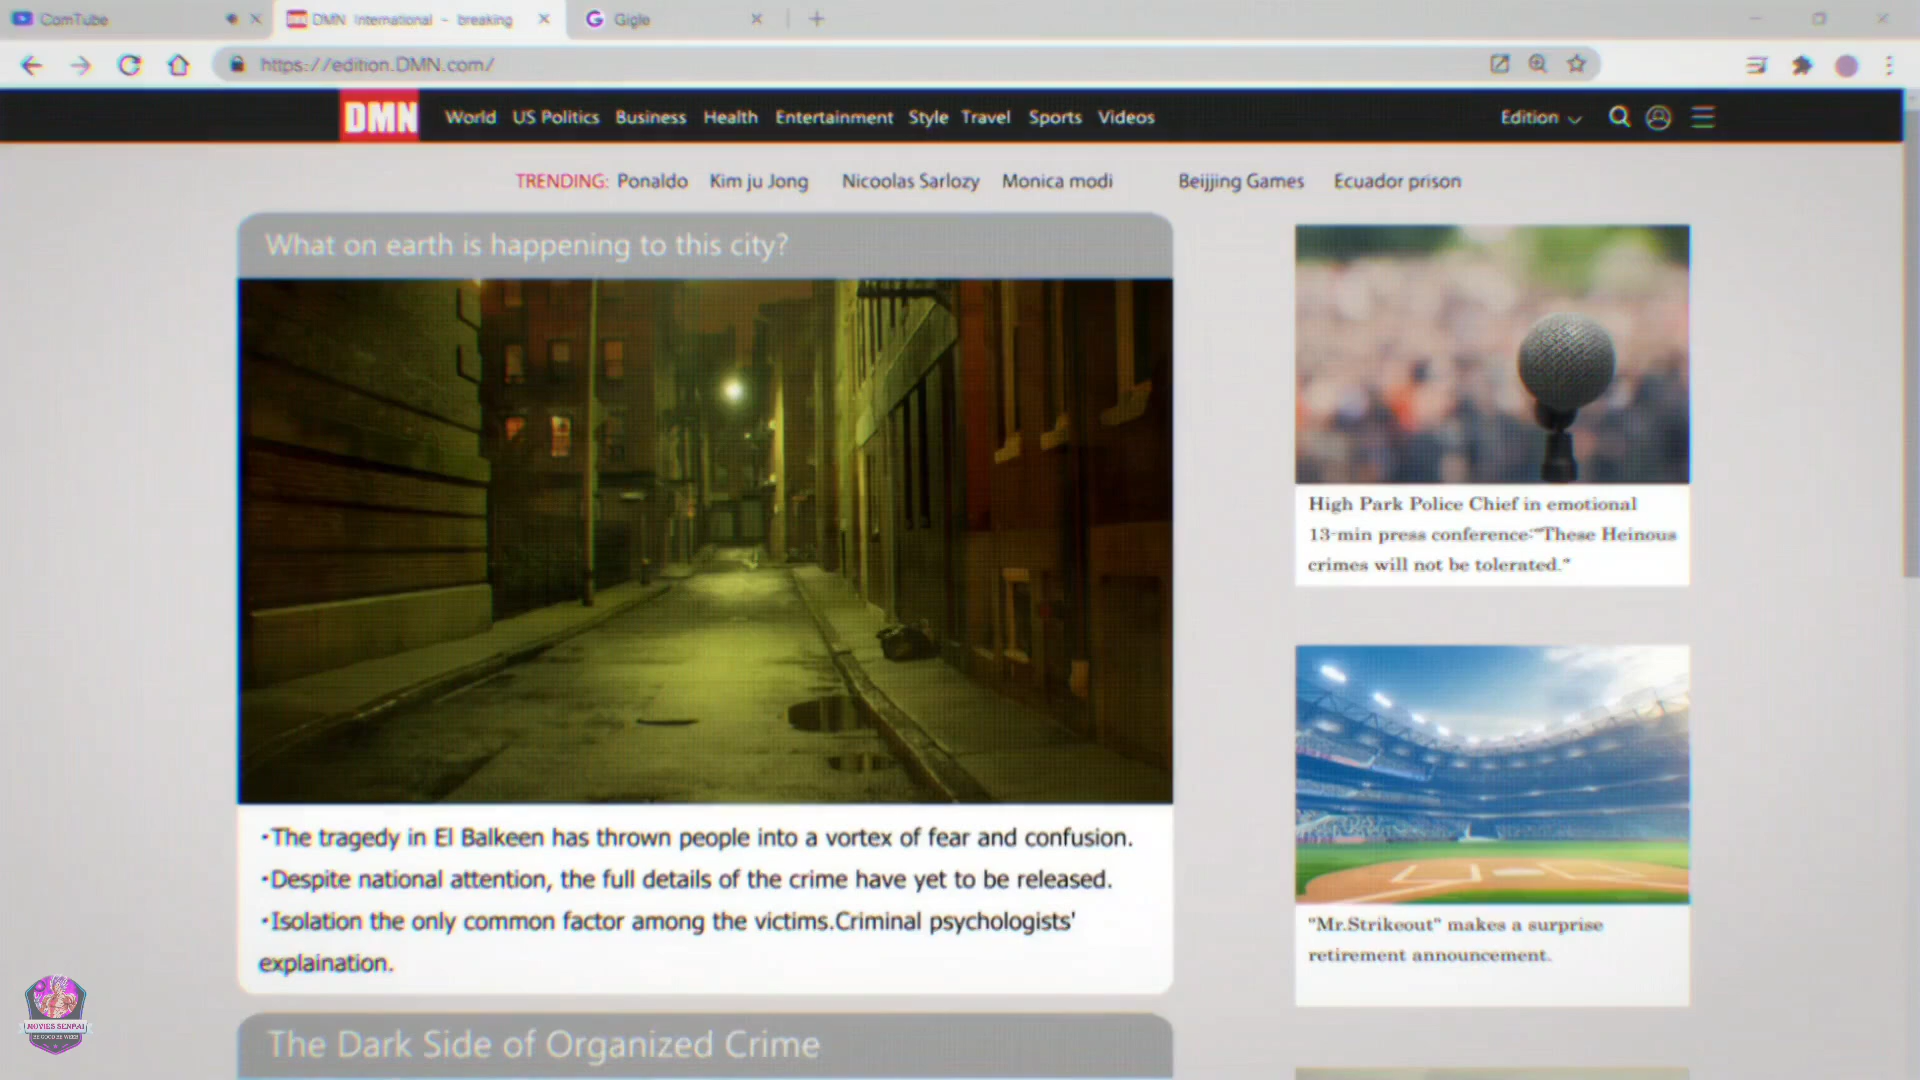 ComTube
DMN International - breaking
Gigle
https://edition.DMN.com/
DMN World US Politics Business Health Entertainment Style Travel Sports Videos Edition
TRENDING: Ponaldo Kim ju Jong Nicoolas Sarlozy Monica modi Beijjing Games Ecuador prison
What on earth is happening to this city?
•The tragedy in El Balkeen has thrown people into a vortex of fear and confusion.
•Despite national attention, the full details of the crime have yet to be released.
•Isolation the only common factor among the victims.Criminal psychologists'
explaination.
The Dark Side of Organized Crime
High Park Police Chief in emotional
13-min press conference:"These Heinous
crimes will not be tolerated."
"Mr.Strikeout" makes a surprise
retirement announcement.
MOVIES SENPAI